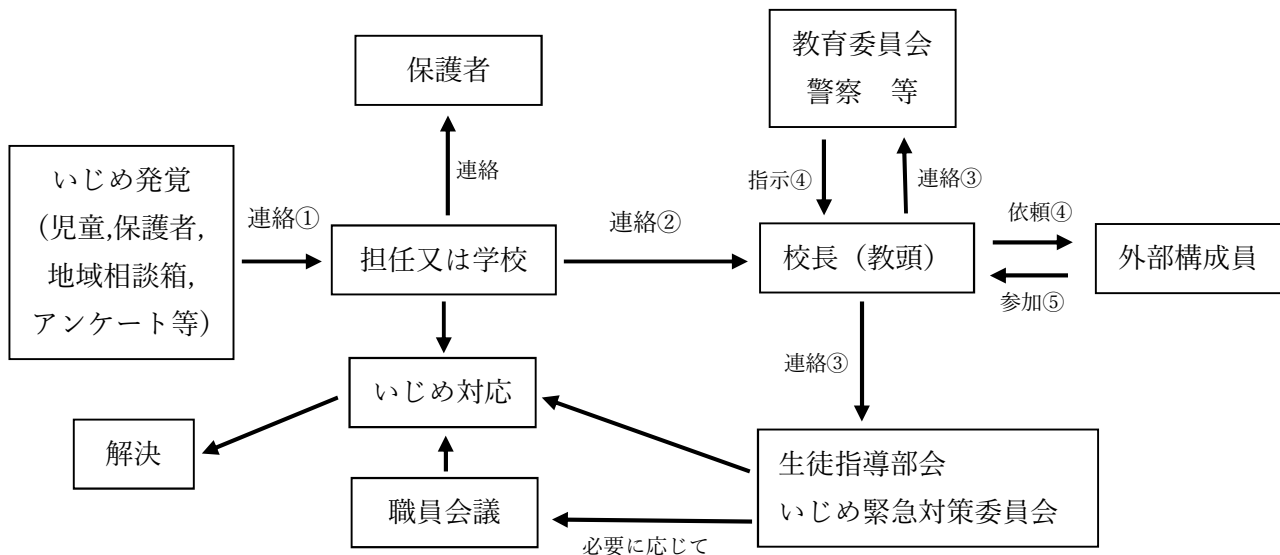 保護者
教育委員会
警察　等
連絡
指示④
連絡③
いじめ発覚
(児童,保護者,
地域相談箱,
アンケート等)
連絡①
担任又は学校
連絡②
校長（教頭）
依頼④
参加⑤
外部構成員
連絡③
いじめ対応
解決
職員会議
生徒指導部会
いじめ緊急対策委員会
必要に応じて